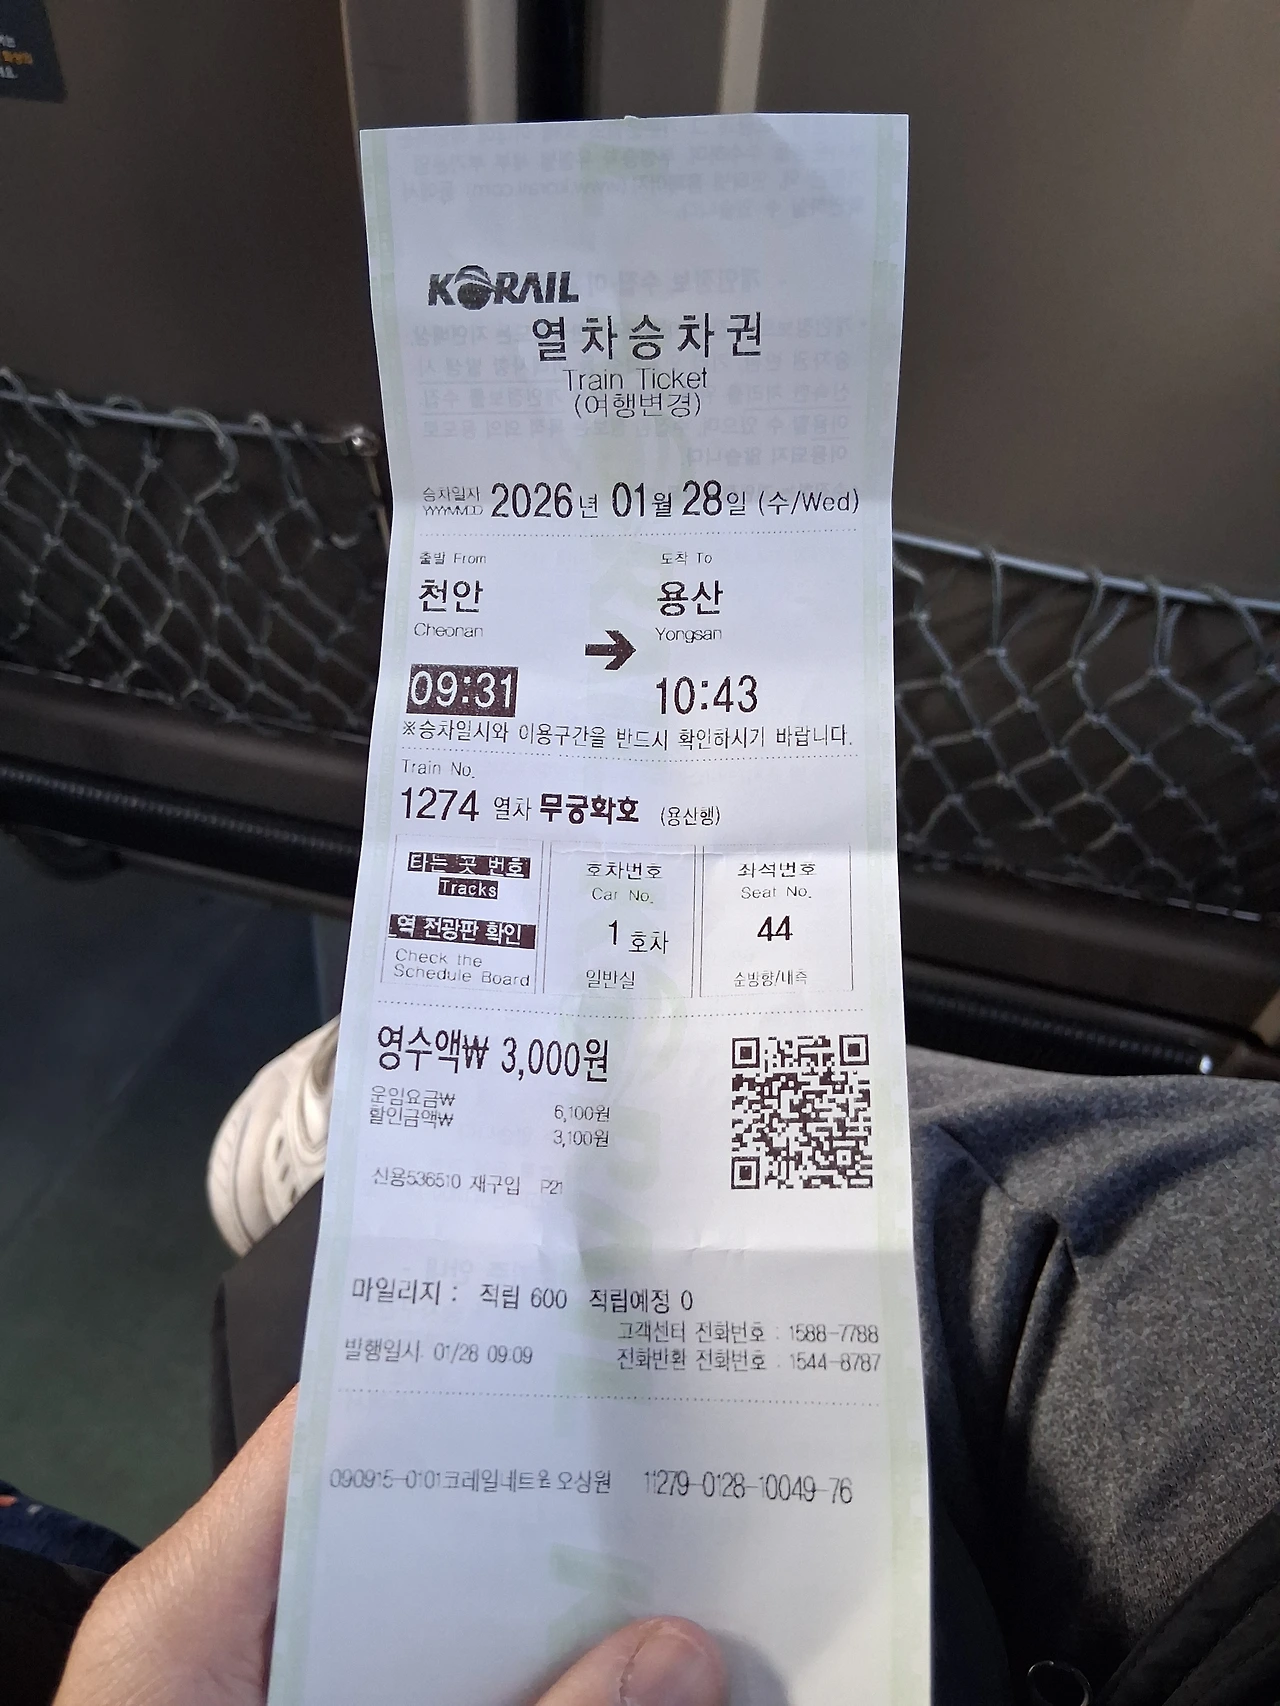 KORAIL
열차승차권
Train Ticket
(여행변경)
승차일자 2026년 01월 28일 (수/Wed)
YYYY.MM.DD
출발 From 도착 To
천안 용산
Cheonan Yongsan
09:31 10:43
※승차일시와 이용구간을 반드시 확인하시기 바랍니다.
Train No.
1274 열차 무궁화호 (용산행)
타는 곳 번호 호차번호 좌석번호
Tracks Car No. Seat No.
역 전광판 확인 1 호차 44
Check the
Schedule Board 일반실 순방향/내측
영수액₩ 3,000원
운임요금₩ 6,100원
할인금액₩ 3,100원
신용536510 재구입 P21
마일리지 : 적립 600 적립예정 0
고객센터 전화번호 : 1588-7788
발행일시 01/28 09:09 전화반환 전화번호 : 1544-8787
090915-0101코레일네트웍 오상원 11279-0128-10049-76